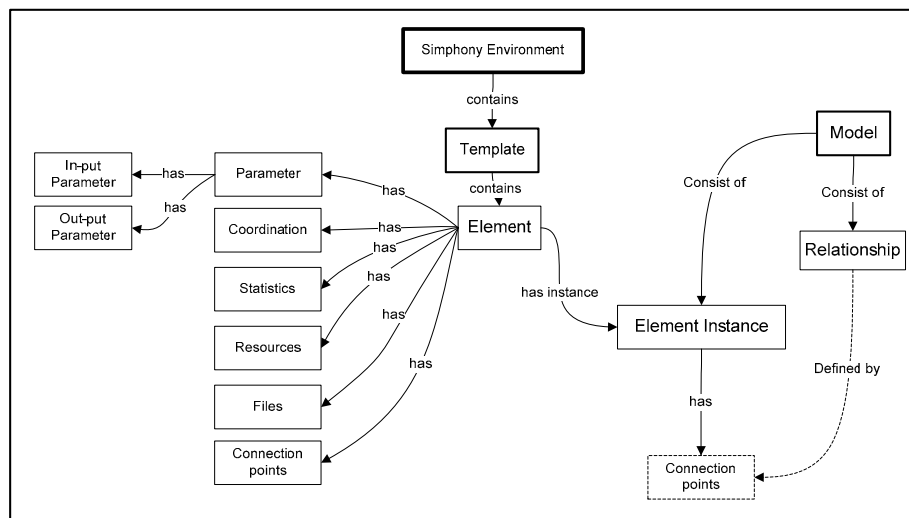 Simphony Environment
contains
Template
contains
Element
Model
Consist of
Consist of
Relationship
In-put
Parameter
has
Parameter
has
Out-put
Parameter
has
Coordination
has
Statistics
has
Resources
has
Files
has
Connection
points
has
has instance
Element Instance
Defined by
has
Connection
points